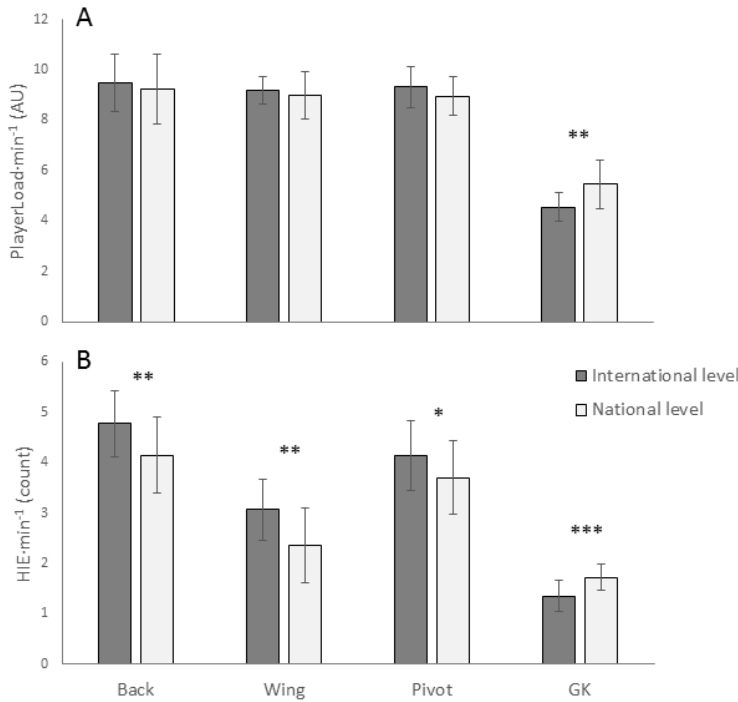 A
PlayerLoad·min⁻¹ (AU)
12
10
8
6
4
2
0
**
B
HIE·min⁻¹ (count)
6
5
4
3
2
1
0
**
**
*
***
International level
National level
Back Wing Pivot GK